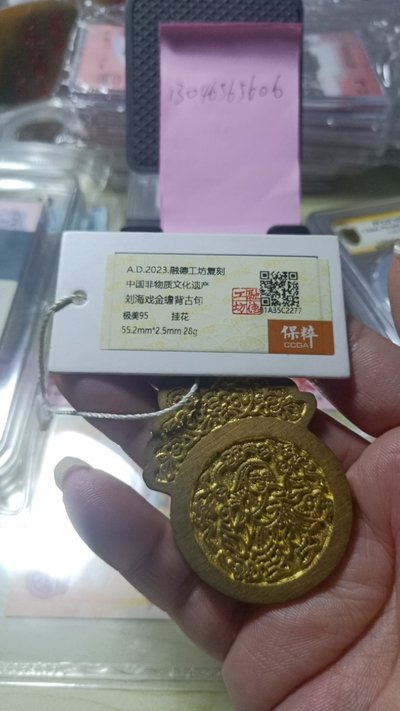 13046565606
A.D.2023.融德工坊复刻
中国非物质文化遗产
刘海戏金蟾背古句
极美95 挂花
55.2mm*2.5mm 28g
1A35C2277
保粹
CCGA